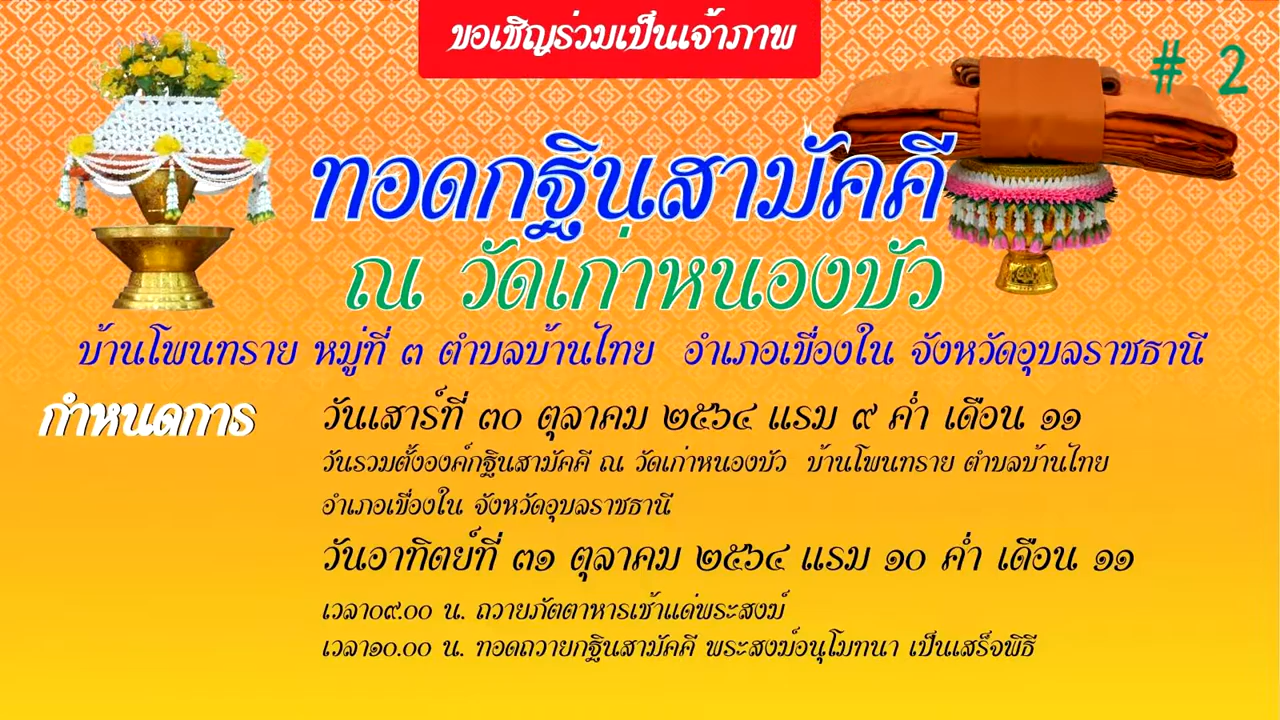 ขอเชิญร่วมเป็นเจ้าภาพ
# 2
ทอดกฐินสามัคคี
ณ วัดเก่าหนองบัว
บ้านโพนทราย หมู่ที่ ๓ ตำบลบ้านไทย อำเภอเขื่องใน จังหวัดอุบลราชธานี
กำหนดการ
วันเสาร์ที่ ๓๐ ตุลาคม ๒๕๖๔ แรม ๙ ค่ำ เดือน ๑๑
วันรวมตั้งองค์กฐินสามัคคี ณ วัดเก่าหนองบัว บ้านโพนทราย ตำบลบ้านไทย
อำเภอเขื่องใน จังหวัดอุบลราชธานี
วันอาทิตย์ที่ ๓๑ ตุลาคม ๒๕๖๔ แรม ๑๐ ค่ำ เดือน ๑๑
เวลา๐๙.๐๐ น. ถวายภัตตาหารเช้าแด่พระสงฆ์
เวลา๑๐.๐๐ น. ทอดถวายกฐินสามัคคี พระสงฆ์อนุโมทนา เป็นเสร็จพิธี